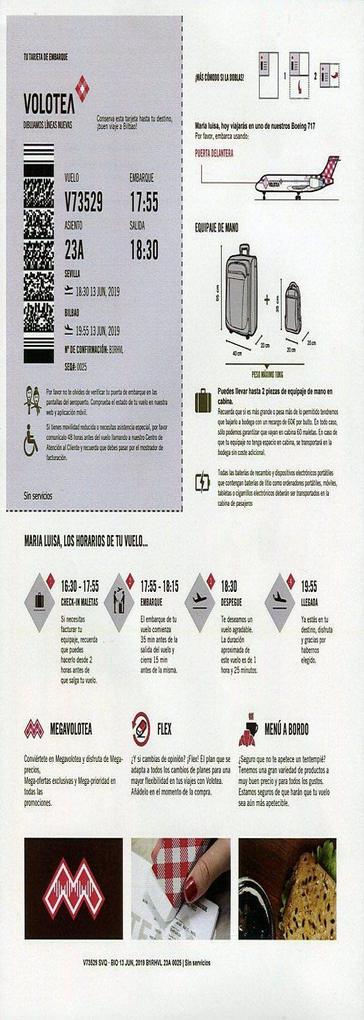 TU TARJETA DE EMBARQUE
VOLOTEA
DIBUJAMOS LÍNEAS NUEVAS
Conserva esta tarjeta hasta tu destino,
¡buen viaje a Bilbao!
VUELO
EMBARQUE
V73529
17:55
ASIENTO
SALIDA
23A
18:30
SEVILLA
18:30 13 JUN, 2019
BILBAO
19:55 13 JUN, 2019
Nº DE CONFIRMACIÓN: B1RHVL
SEQ#: 0025
Por favor no te olvides de verificar tu puerta de embarque en las
pantallas del aeropuerto. Comprueba el estado de tu vuelo en nuestra
web y aplicación móvil.
Si tienes movilidad reducida o necesitas asistencia especial, por favor
comunícalo 48 horas antes del vuelo llamando a nuestro Centro de
Atención al Cliente y recuerda que debes pasar por el mostrador de
facturación.
Sin servicios
¡MÁS CÓMODO SI LA DOBLAS!
1
2
Maria luisa, hoy viajarás en uno de nuestros Boeing 717
Por favor, embarca usando:
PUERTA DELANTERA
EQUIPAJE DE MANO
55 cm
40 cm
20 cm
+
20 cm
20 cm
PESO MÁXIMO 10KG
Puedes llevar hasta 2 piezas de equipaje de mano en
cabina.
Recuerda que si es más grande o pesa más de lo permitido tendremos
que bajarlo a bodega con un recargo de 60€ por bulto. En todo caso,
sólo podemos garantizar que vayan en cabina 60 maletas. En caso de
que tu equipaje no tenga espacio en cabina, se transportará en la
bodega sin coste adicional.
Todas las baterías de recambio y dispositivos electrónicos portátiles
que contengan baterías de litio como ordenadores portátiles, móviles,
tabletas o cigarrillos electrónicos deberán ser transportados en la
cabina de pasajeros
MARIA LUISA, LOS HORARIOS DE TU VUELO...
16:30 - 17:55
CHECK-IN MALETAS
Si necesitas
facturar tu
equipaje, recuerda
que puedes
hacerlo desde 2
horas antes de
que salga tu vuelo.
17:55 - 18:15
EMBARQUE
El embarque de tu
vuelo comienza
35 min antes de la
salida del vuelo y
cierra 15 min
antes de la misma.
18:30
DESPEGUE
Te deseamos un
vuelo agradable.
La duración
aproximada de
este vuelo es de 1
hora y 25 minutos.
19:55
LLEGADA
Ya estás en tu
destino, disfruta
y gracias por
habernos
elegido.
MEGAVOLOTEA
Conviértete en Megavolotea y disfruta de Mega-
precios,
Mega-ofertas exclusivas y Mega-prioridad en
todas las
promociones.
FLEX
¿Y si cambias de opinión? ¡Flex! El plan que se
adapta a todos los cambios de planes para una
mayor flexibilidad en tus viajes con Volotea.
Añádelo en el momento de la compra.
MENÚ A BORDO
¿Seguro que no te apetece un tentempié?
Tenemos una gran variedad de productos a
muy buen precio y para todos los gustos.
Estamos seguros de que harán que tu vuelo
sea aún más apetecible.
V73529 SVQ - BIO 13 JUN, 2019 B1RHVL 23A 0025 | Sin servicios